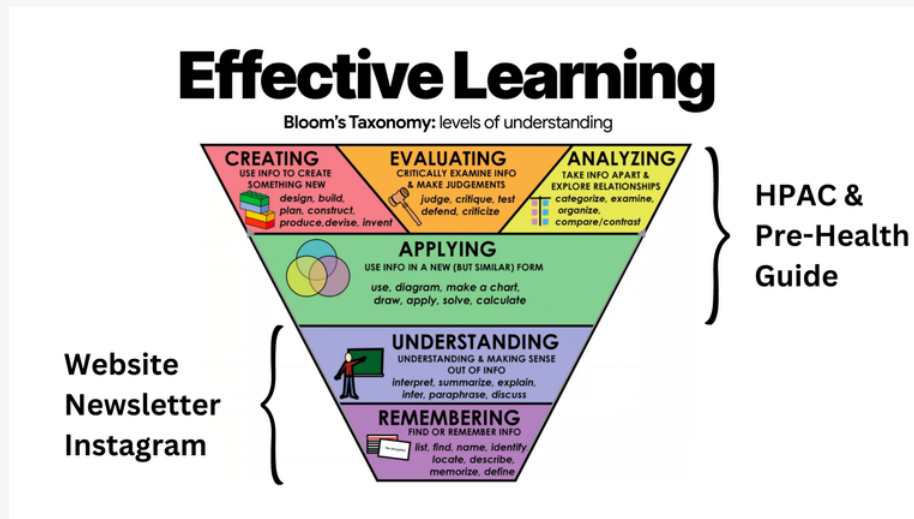 Effective Learning
Bloom's Taxonomy: levels of understanding
CREATING
USE INFO TO CREATE
SOMETHING NEW
design, build,
plan, construct,
produce,devise, invent
EVALUATING
CRITICALLY EXAMINE INFO
& MAKE JUDGEMENTS
judge, critique, test
defend, criticize
ANALYZING
TAKE INFO APART &
EXPLORE RELATIONSHIPS
categorize, examine,
organize,
compare/contrast
HPAC &
Pre-Health
Guide
APPLYING
USE INFO IN A NEW (BUT SIMILAR) FORM
use, diagram, make a chart,
draw, apply, solve, calculate
Website
Newsletter
Instagram
UNDERSTANDING
UNDERSTANDING & MAKING SENSE
OUT OF INFO
interpret, summarize, explain,
infer, paraphrase, discuss
REMEMBERING
FIND OR REMEMBER INFO
list, find, name, identify,
locate, describe,
memorize, define